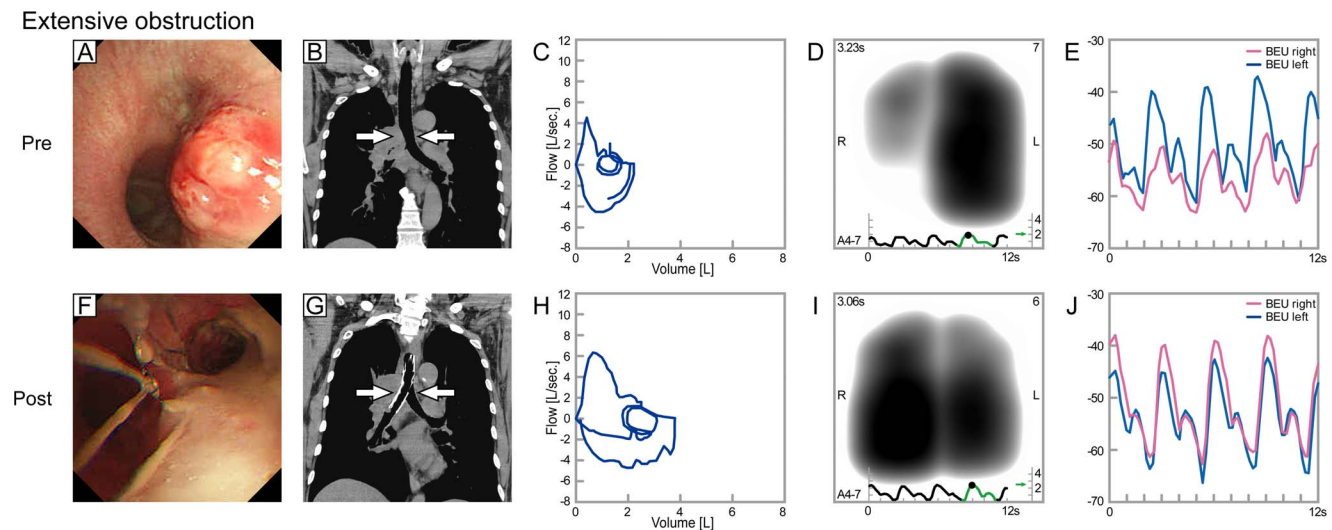 Extensive obstruction
Pre
A
B
C
12
10
8
6
4
2
0
-2
-4
-6
-8
Flow [L/sec.]
0 2 4 6 8
Volume [L]
D
3.23s 7
R L
4
2
A4-7
0 12s
E
-30
-40
-50
-60
-70
BEU right
BEU left
0 12s
Post
F
G
H
12
10
8
6
4
2
0
-2
-4
-6
-8
Flow [L/sec.]
0 2 4 6 8
Volume [L]
I
3.06s 6
R L
4
2
A4-7
0 12s
J
-30
-40
-50
-60
-70
BEU right
BEU left
0 12s